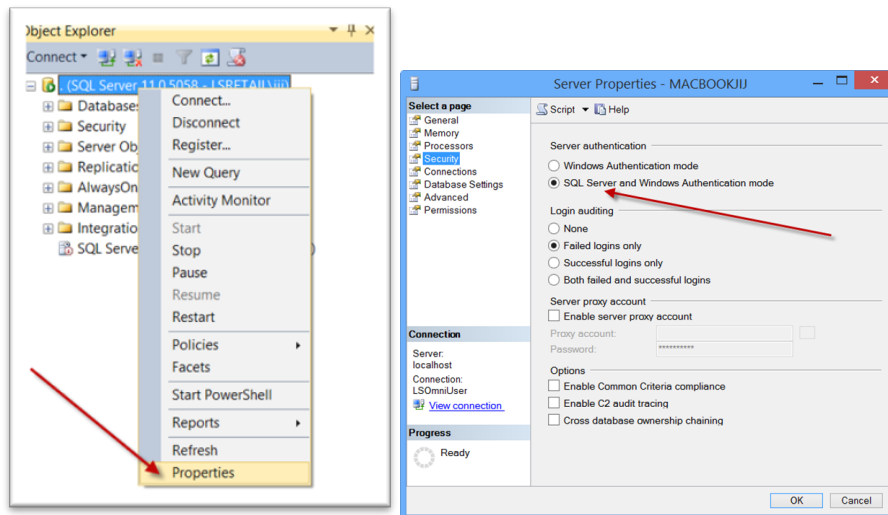 Object Explorer
Connect
. (SQL Server 11.0.5058 - LSRETAIL\jij)
Databases
Security
Server Obj
Replicatio
AlwaysOn
Managem
Integratio
SQL Serve )
Connect...
Disconnect
Register...
New Query
Activity Monitor
Start
Stop
Pause
Resume
Restart
Policies
Facets
Start PowerShell
Reports
Refresh
Properties
Server Properties - MACBOOKJIJ
Select a page
General
Memory
Processors
Security
Connections
Database Settings
Advanced
Permissions
Connection
Server:
localhost
Connection:
LSOmniUser
View connection
Progress
Ready
Script Help
Server authentication
Windows Authentication mode
SQL Server and Windows Authentication mode
Login auditing
None
Failed logins only
Successful logins only
Both failed and successful logins
Server proxy account
Enable server proxy account
Proxy account:
Password: **********
Options
Enable Common Criteria compliance
Enable C2 audit tracing
Cross database ownership chaining
OK Cancel